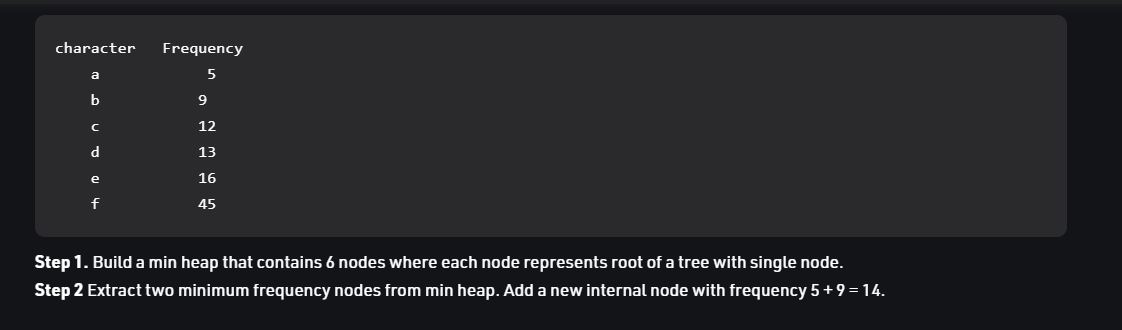 character   Frequency
a            5
b           9
c           12
d           13
e           16
f           45
Step 1. Build a min heap that contains 6 nodes where each node represents root of a tree with single node.
Step 2 Extract two minimum frequency nodes from min heap. Add a new internal node with frequency 5 + 9 = 14.